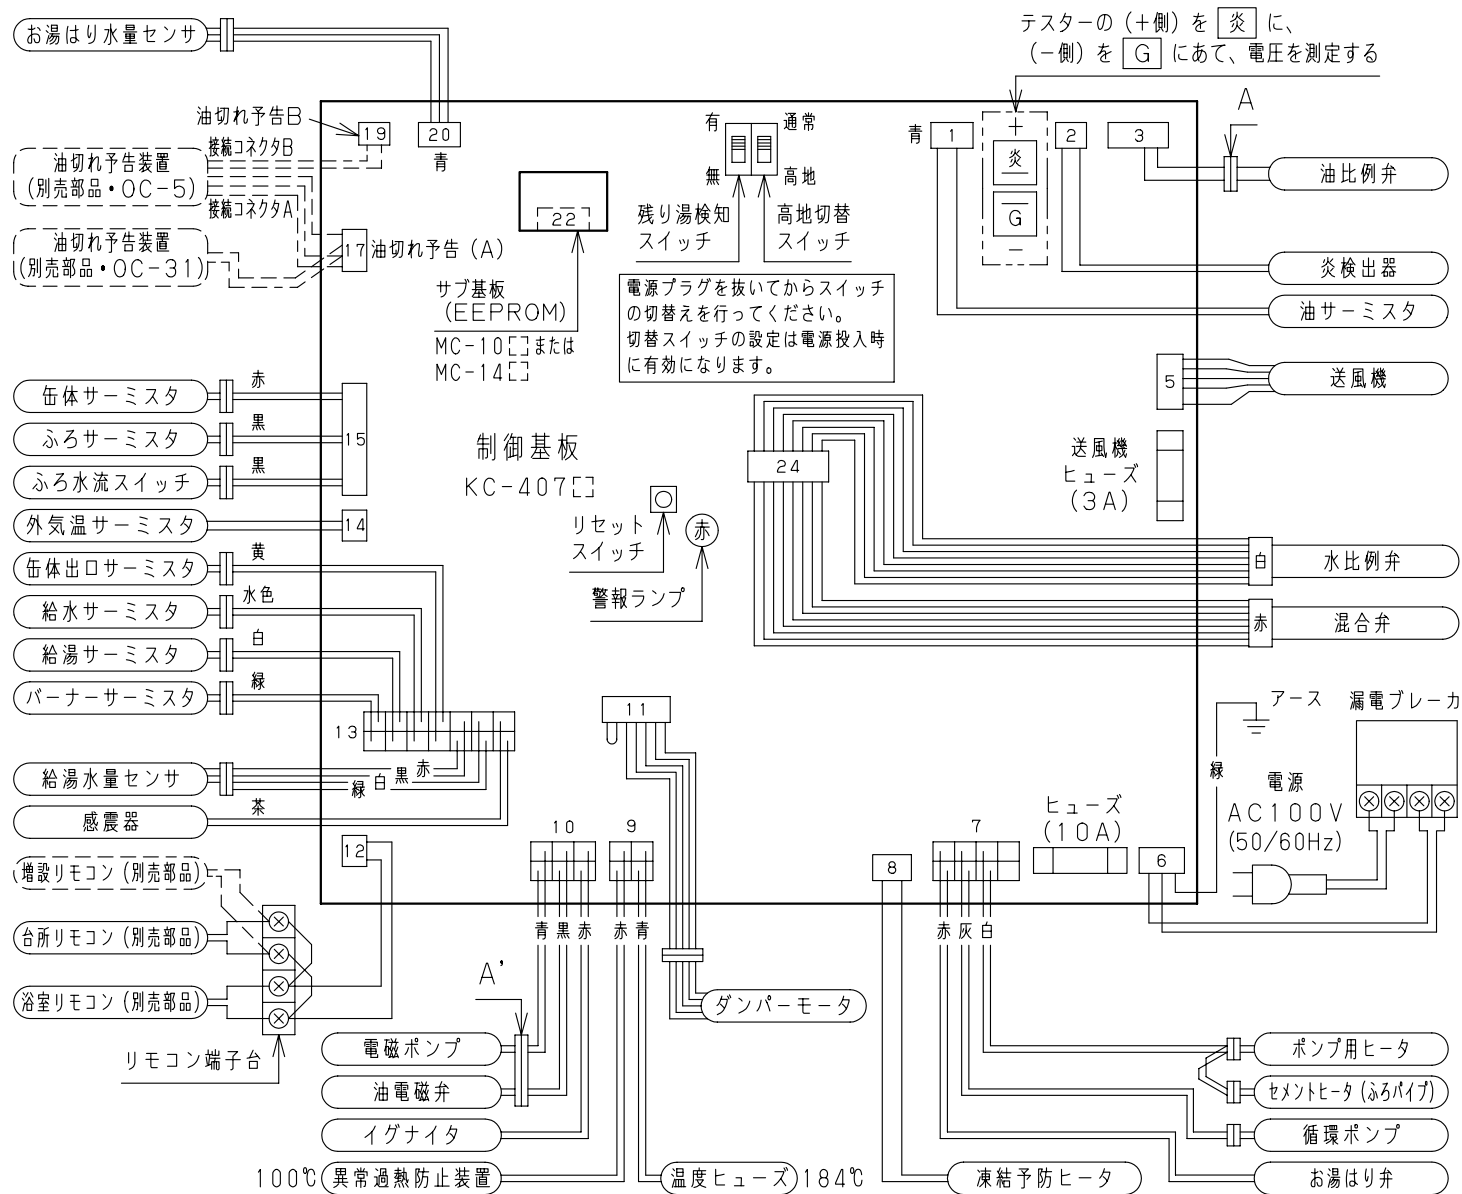 お湯はり水量センサ
テスターの（＋側）を 炎 に、
（－側）を G にあて、電圧を測定する
油切れ予告B
接続コネクタB
油切れ予告装置
(別売部品・OC-5)
接続コネクタA
油切れ予告装置
(別売部品・OC-31)
19
20
青
17
油切れ予告（A）
22
サブ基板
(EEPROM)
MC-10[]または
MC-14[]
有
無
通常
高地
残り湯検知
スイッチ
高地切替
スイッチ
電源プラグを抜いてからスイッチ
の切替えを行ってください。
切替スイッチの設定は電源投入時
に有効になります。
青
1
＋
炎
G
－
2
3
A
油比例弁
炎検出器
油サーミスタ
5
送風機
送風機
ヒューズ
(3A)
缶体サーミスタ
赤
ふろサーミスタ
黒
ふろ水流スイッチ
黒
15
外気温サーミスタ
14
缶体出口サーミスタ
黄
給水サーミスタ
水色
給湯サーミスタ
白
バーナーサーミスタ
緑
13
給湯水量センサ
緑
白
黒
赤
感震器
茶
制御基板
KC-407[]
リセット
スイッチ
赤
警報ランプ
24
白
水比例弁
赤
混合弁
11
アース
漏電ブレーカ
緑
電源
AC100V
(50/60Hz)
ヒューズ
(10A)
12
10
9
8
7
6
増設リモコン（別売部品）
台所リモコン（別売部品）
浴室リモコン（別売部品）
リモコン端子台
青
黒
赤
赤
青
赤
灰
白
A'
ダンパーモータ
電磁ポンプ
油電磁弁
イグナイタ
100℃
異常過熱防止装置
温度ヒューズ
184℃
凍結予防ヒータ
ポンプ用ヒータ
セメントヒータ(ふろパイプ)
循環ポンプ
お湯はり弁